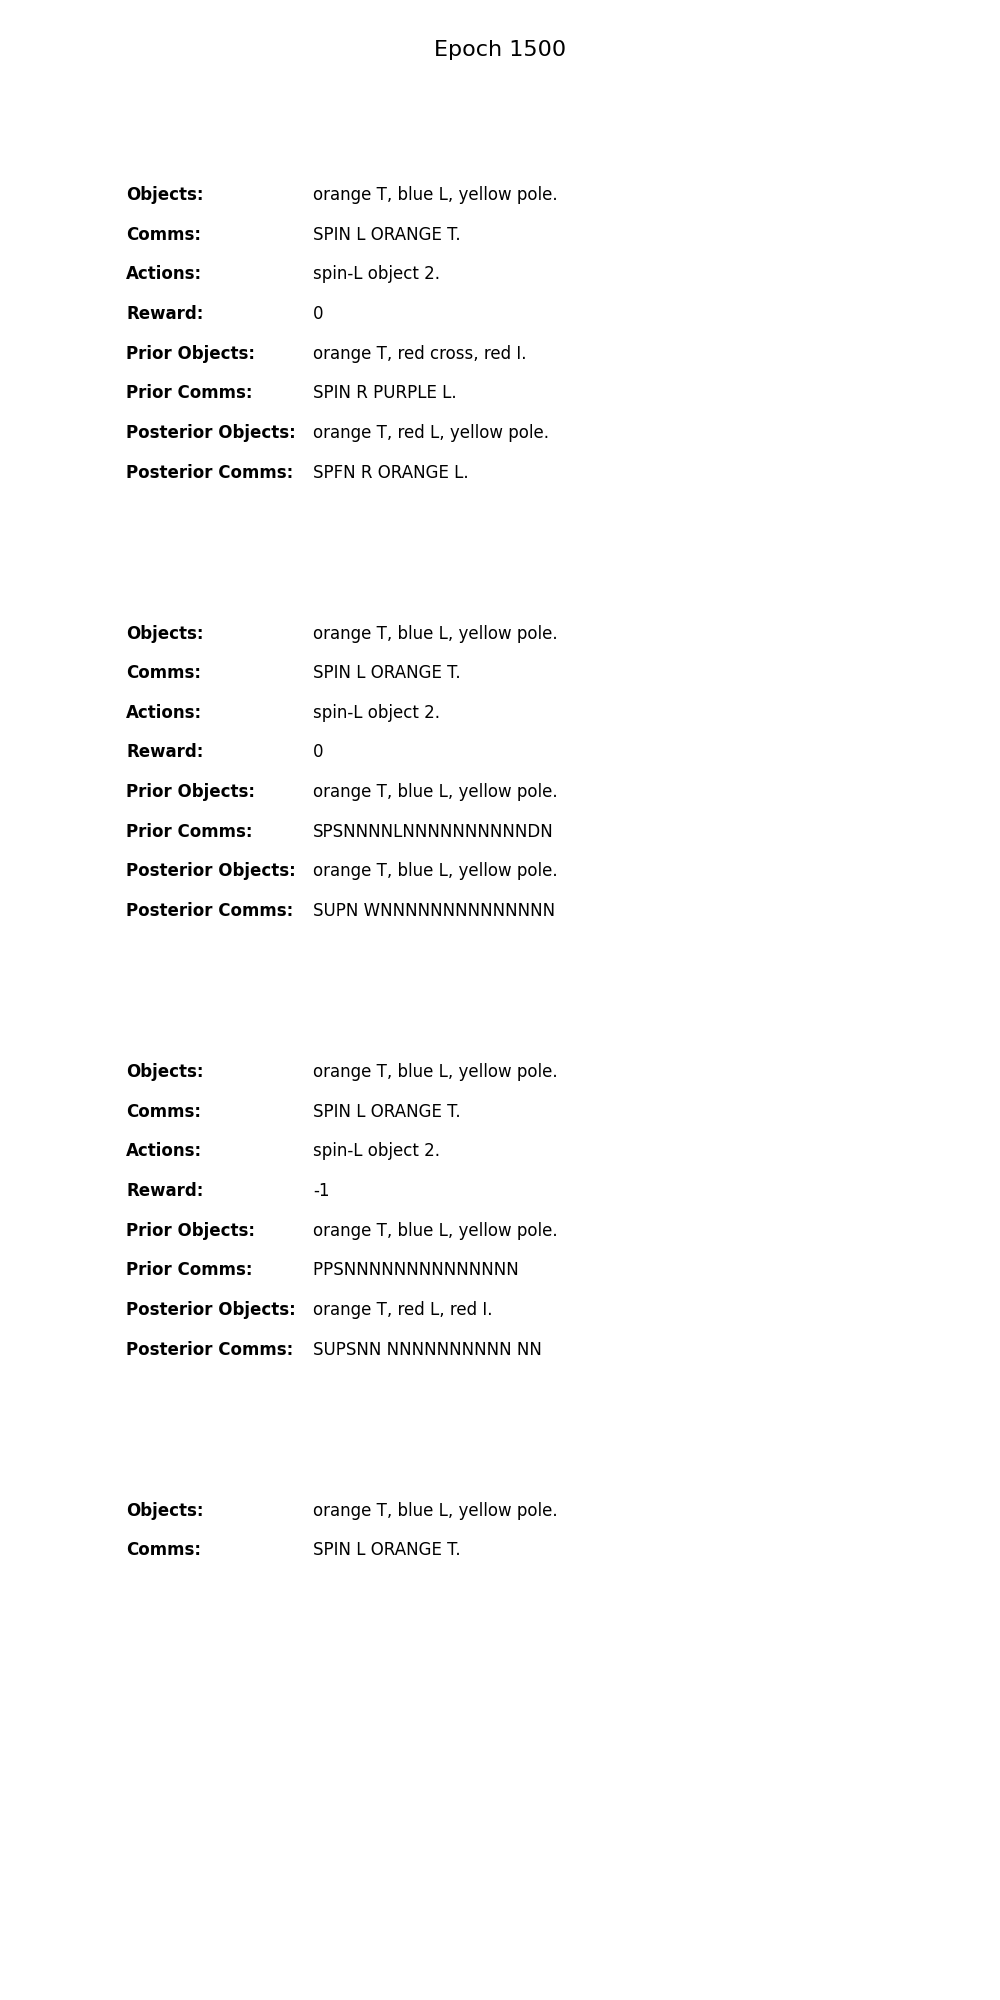 Epoch 1500
Objects: orange T, blue L, yellow pole.
Comms: SPIN L ORANGE T.
Actions: spin-L object 2.
Reward: 0
Prior Objects: orange T, red cross, red I.
Prior Comms: SPIN R PURPLE L.
Posterior Objects: orange T, red L, yellow pole.
Posterior Comms: SPFN R ORANGE L.
Objects: orange T, blue L, yellow pole.
Comms: SPIN L ORANGE T.
Actions: spin-L object 2.
Reward: 0
Prior Objects: orange T, blue L, yellow pole.
Prior Comms: SPSNNNNLNNNNNNNNNNDN
Posterior Objects: orange T, blue L, yellow pole.
Posterior Comms: SUPN WNNNNNNNNNNNNNN
Objects: orange T, blue L, yellow pole.
Comms: SPIN L ORANGE T.
Actions: spin-L object 2.
Reward: -1
Prior Objects: orange T, blue L, yellow pole.
Prior Comms: PPSNNNNNNNNNNNNNN
Posterior Objects: orange T, red L, red I.
Posterior Comms: SUPSNN NNNNNNNNNN NN
Objects: orange T, blue L, yellow pole.
Comms: SPIN L ORANGE T.